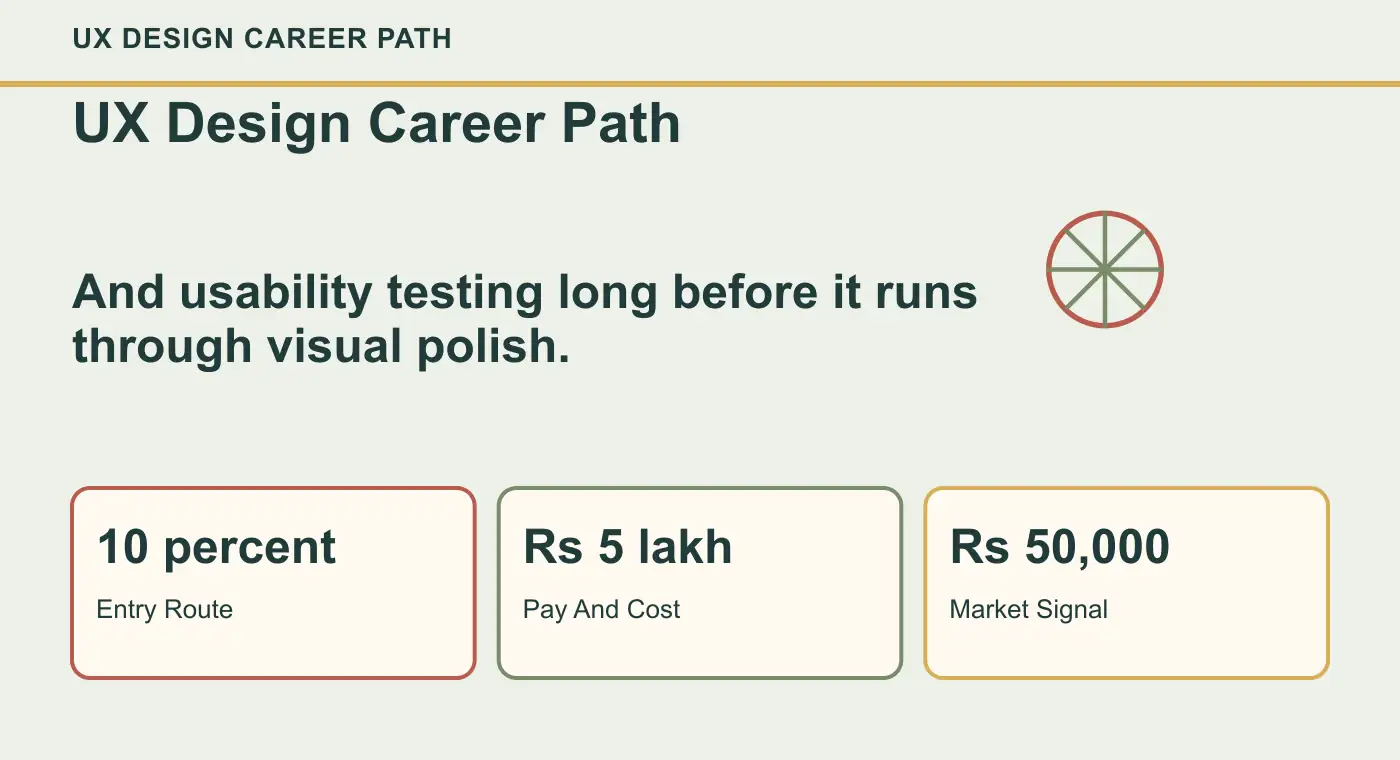 UX DESIGN CAREER PATH
UX Design Career Path
And usability testing long before it runs
through visual polish.
10 percent
Entry Route
Rs 5 lakh
Pay And Cost
Rs 50,000
Market Signal